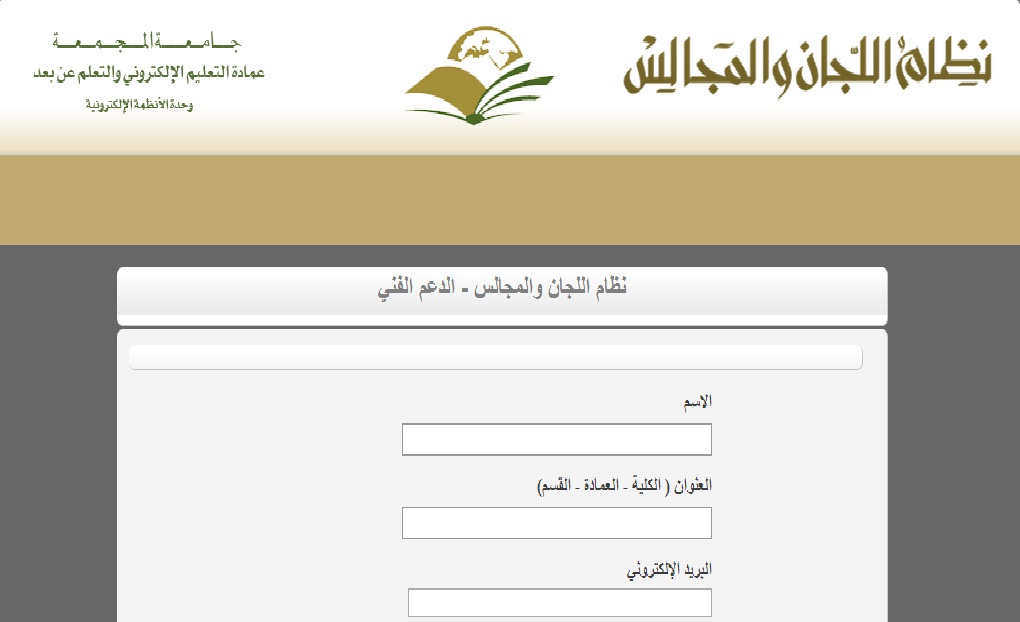 نظام اللجان والمجالس
جامعة المجمعة
عمادة التعليم الإلكتروني والتعلم عن بعد
وحدة الأنظمة الإلكترونية
نظام اللجان والمجالس - الدعم الفني
الاسم
العنوان ( الكلية - العمادة - القسم)
البريد الإلكتروني